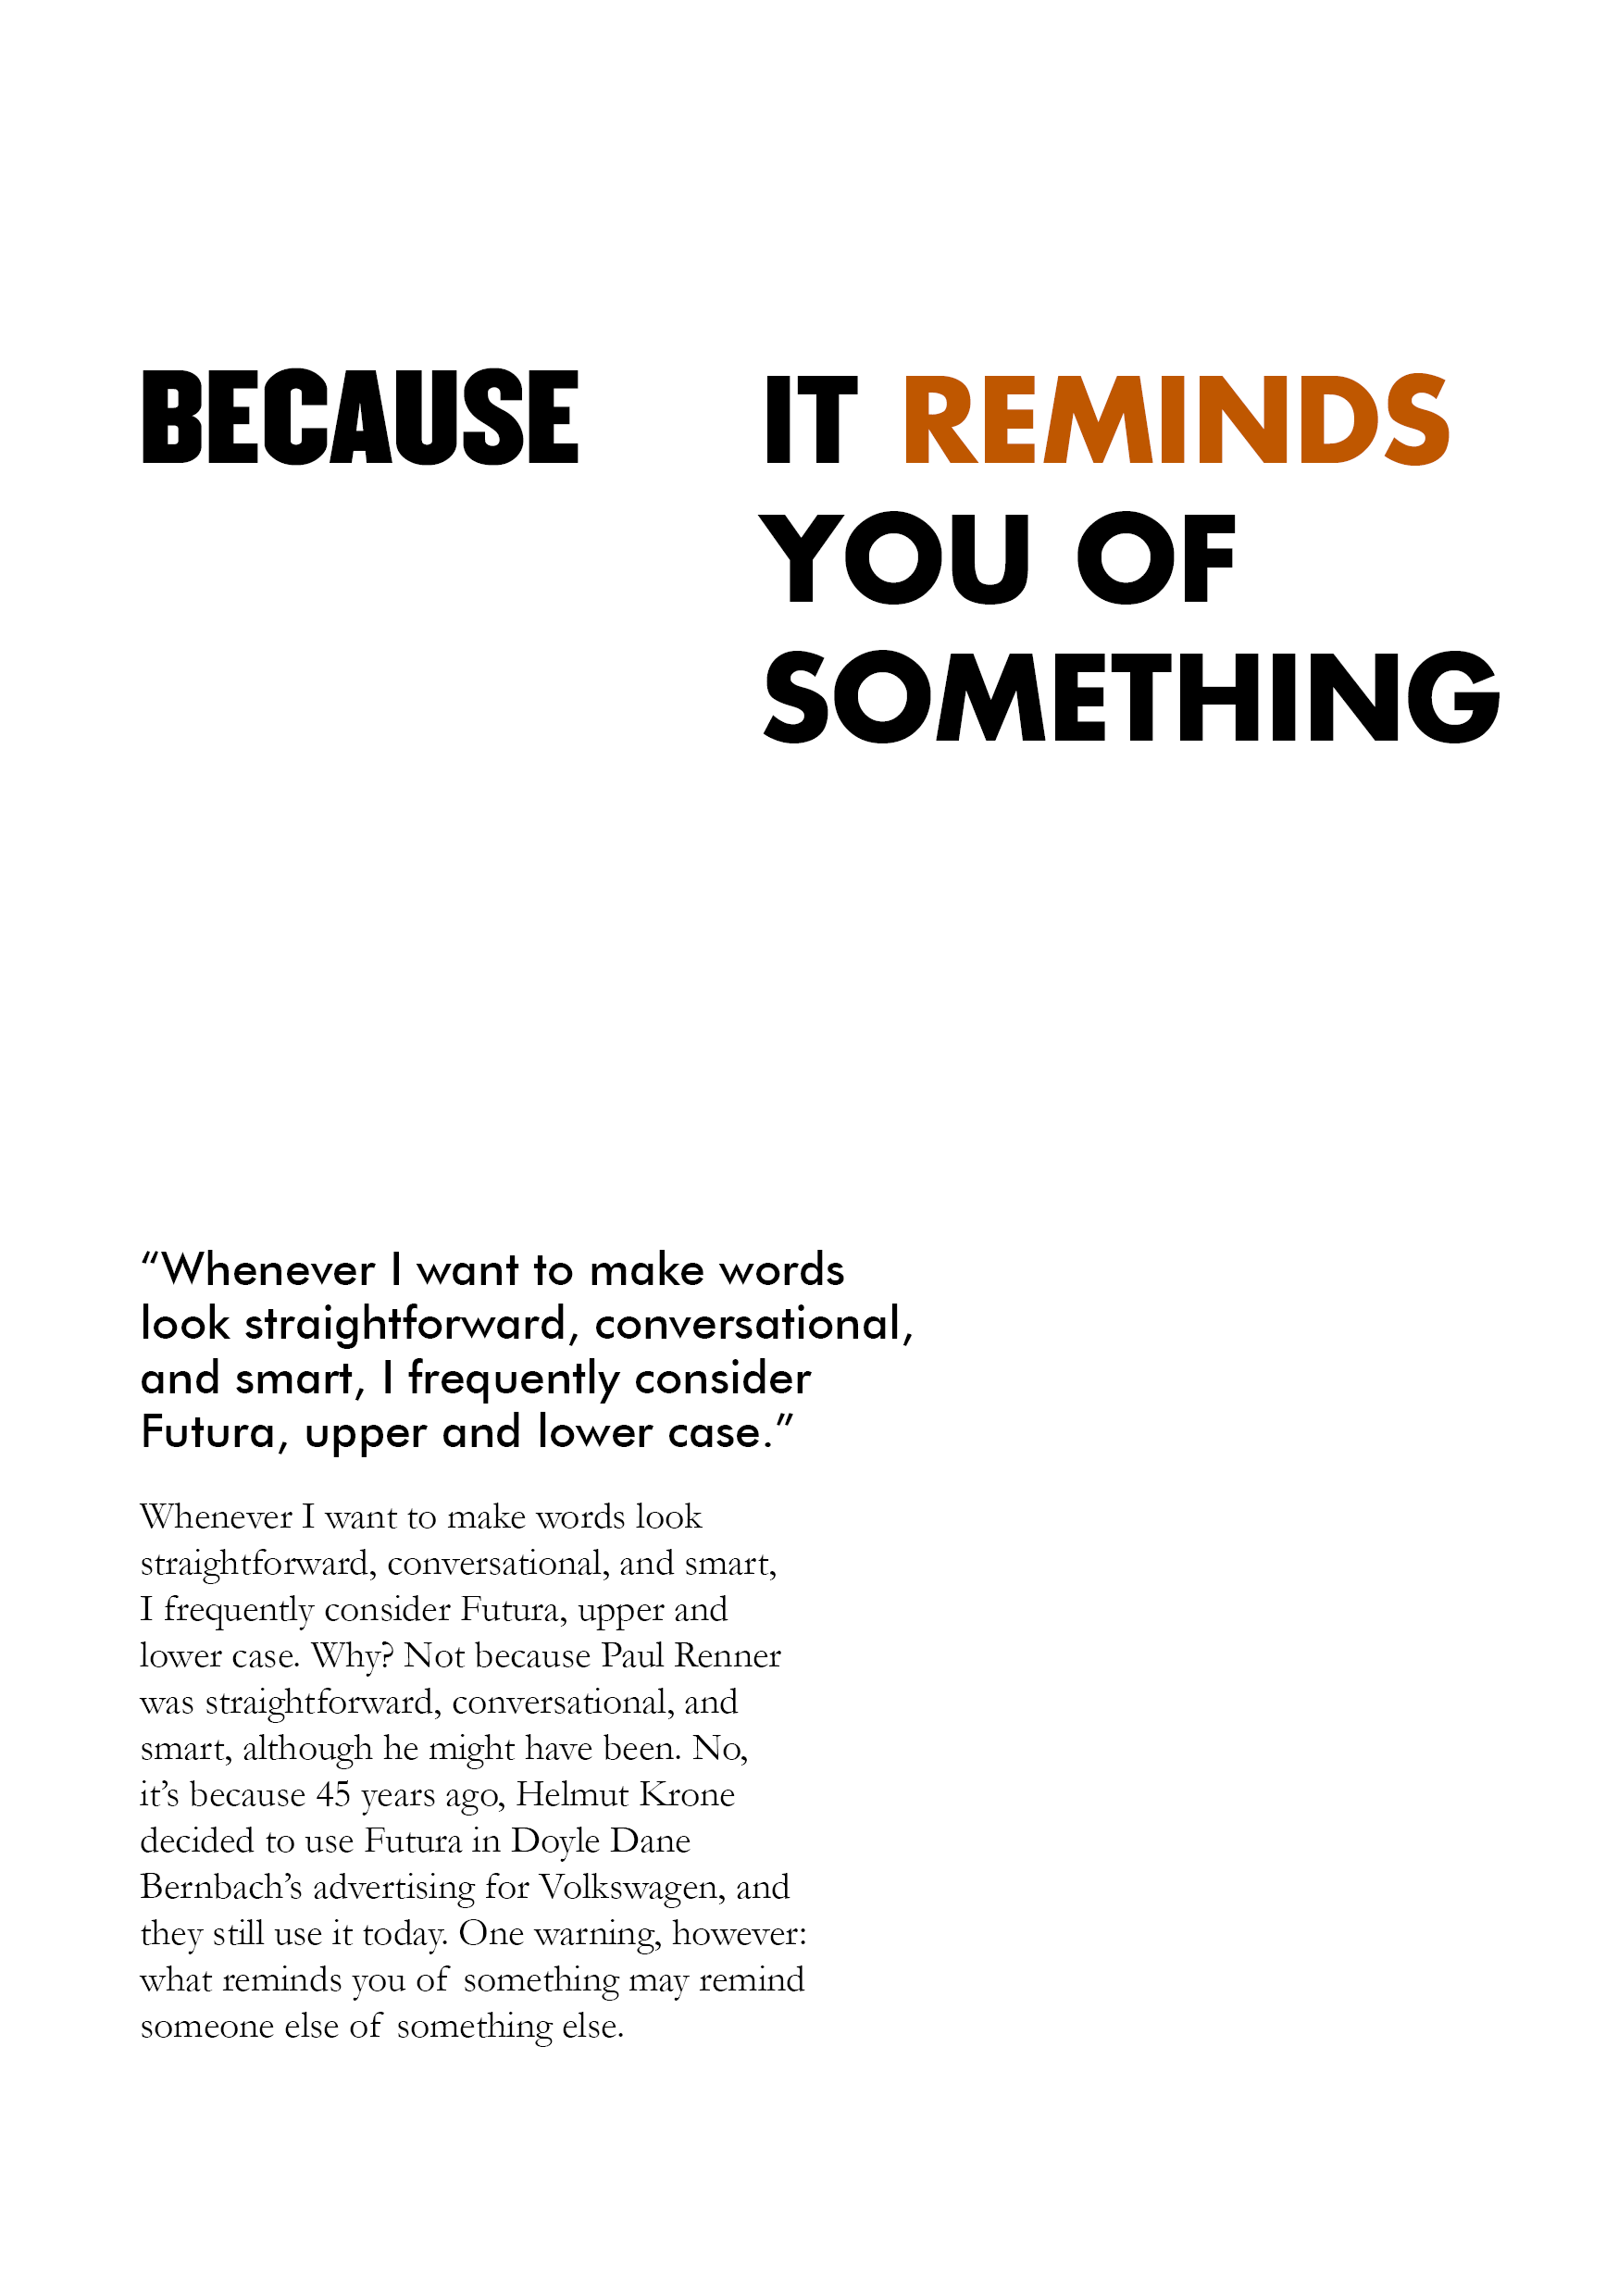 BECAUSE IT REMINDS
YOU OF
SOMETHING
“Whenever I want to make words
look straightforward, conversational,
and smart, I frequently consider
Futura, upper and lower case.”
Whenever I want to make words look
straightforward, conversational, and smart,
I frequently consider Futura, upper and
lower case. Why? Not because Paul Renner
was straightforward, conversational, and
smart, although he might have been. No,
it’s because 45 years ago, Helmut Krone
decided to use Futura in Doyle Dane
Bernbach’s advertising for Volkswagen, and
they still use it today. One warning, however:
what reminds you of something may remind
someone else of something else.